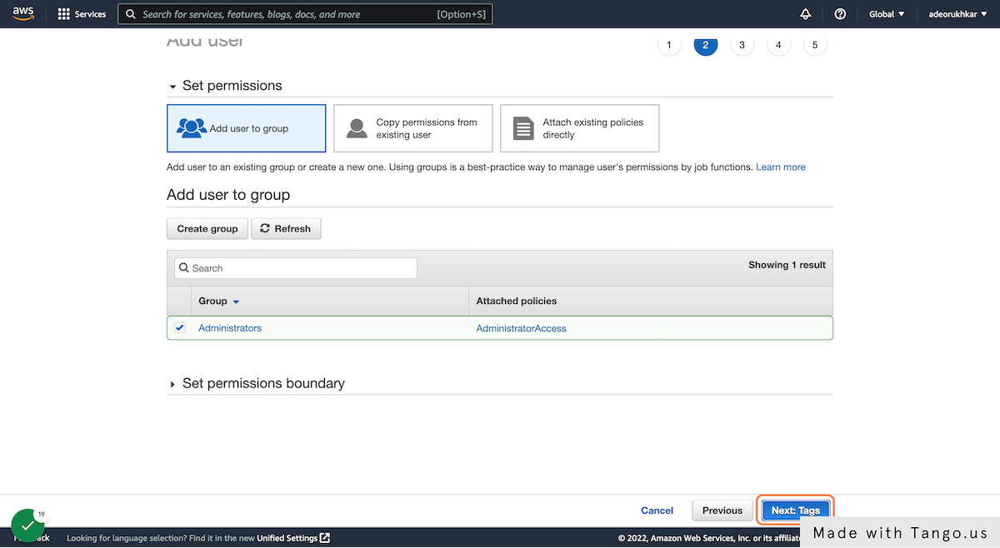 aws Services Search for services, features, blogs, docs, and more [Option+S] Global adeorukhkar
Add user 1 2 3 4 5
Set permissions
Add user to group
Copy permissions from
existing user
Attach existing policies
directly
Add user to an existing group or create a new one. Using groups is a best-practice way to manage user's permissions by job functions. Learn more
Add user to group
Create group Refresh
Search Showing 1 result
Group Attached policies
Administrators AdministratorAccess
Set permissions boundary
Cancel Previous Next: Tags
19
Looking for language selection? Find it in the new Unified Settings © 2022, Amazon Web Services, Inc. or its
Made with Tango.us